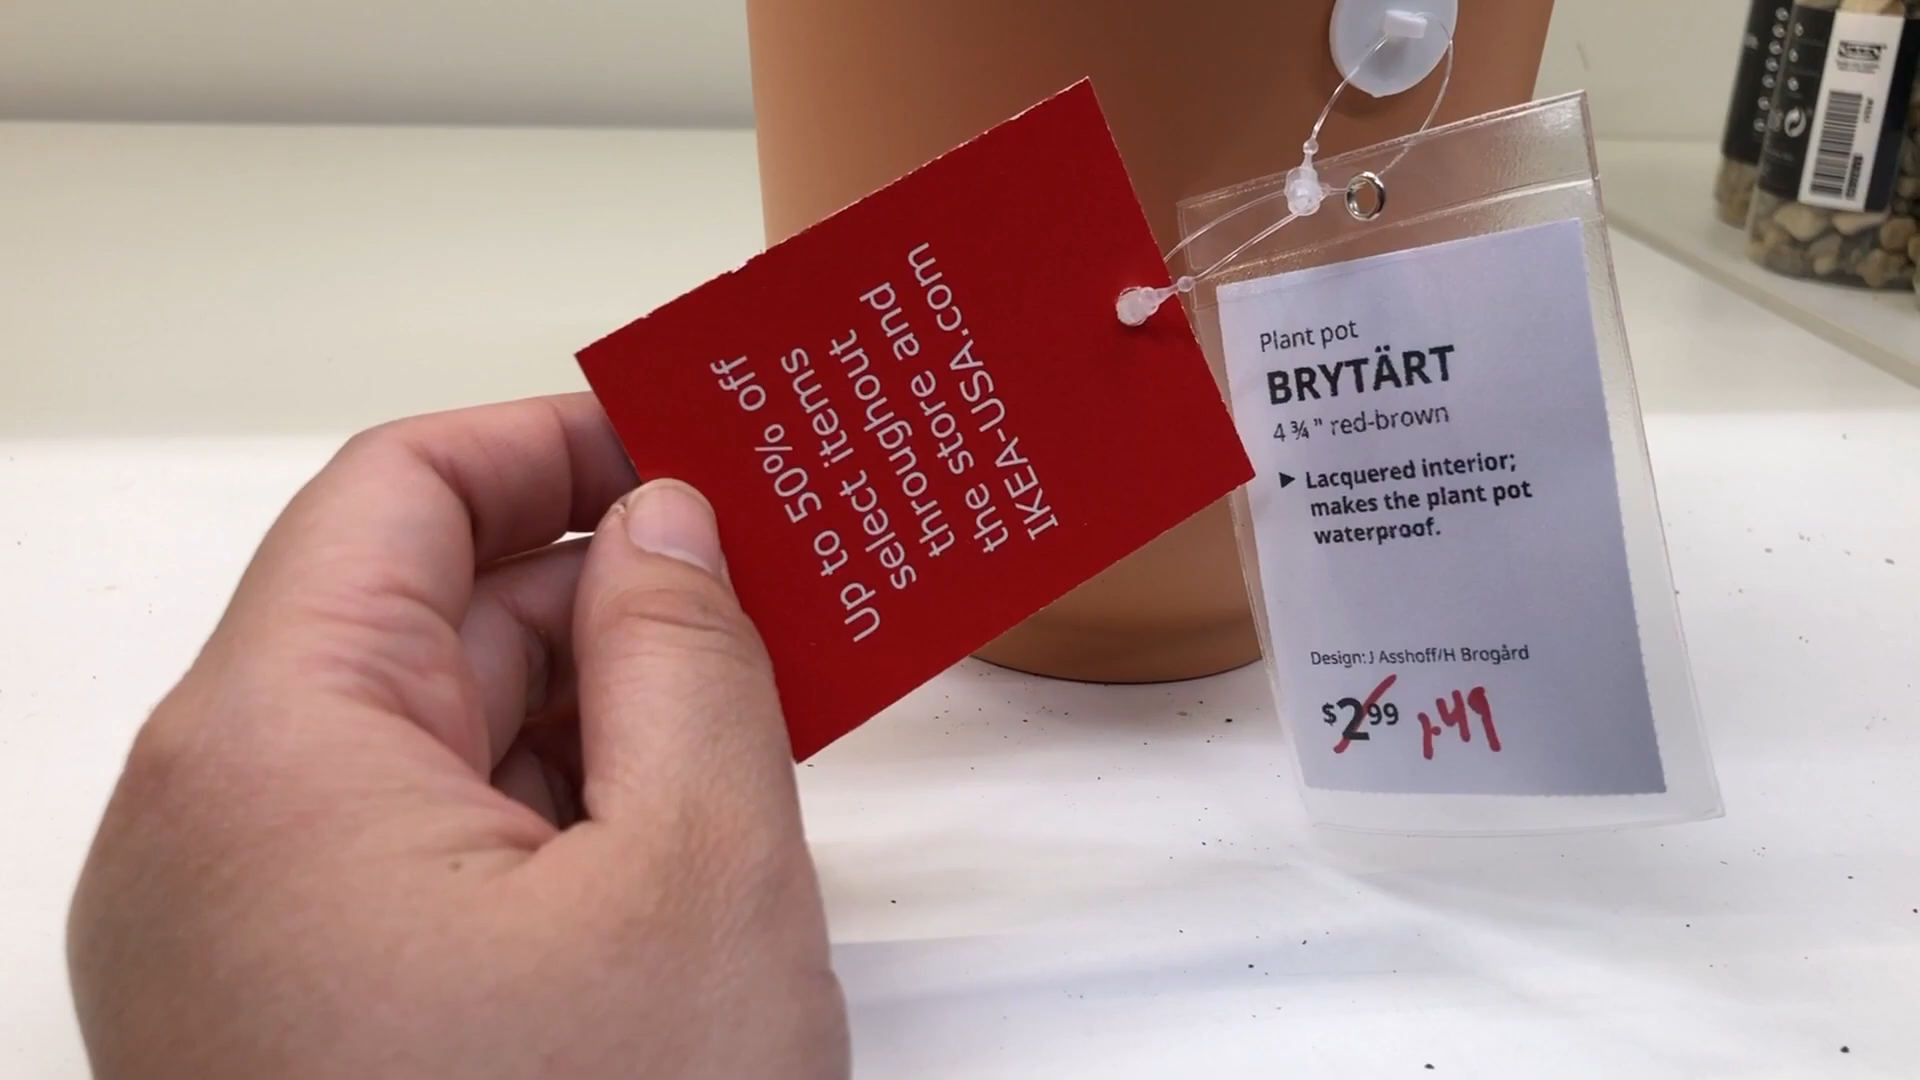 Up to 50% off
select items
throughout
the store and
IKEA-USA.com
Plant pot
BRYTÄRT
4 ¾" red-brown
► Lacquered interior;
makes the plant pot
waterproof.
Design: J Asshoff/H Brogård
$2.99 1.49